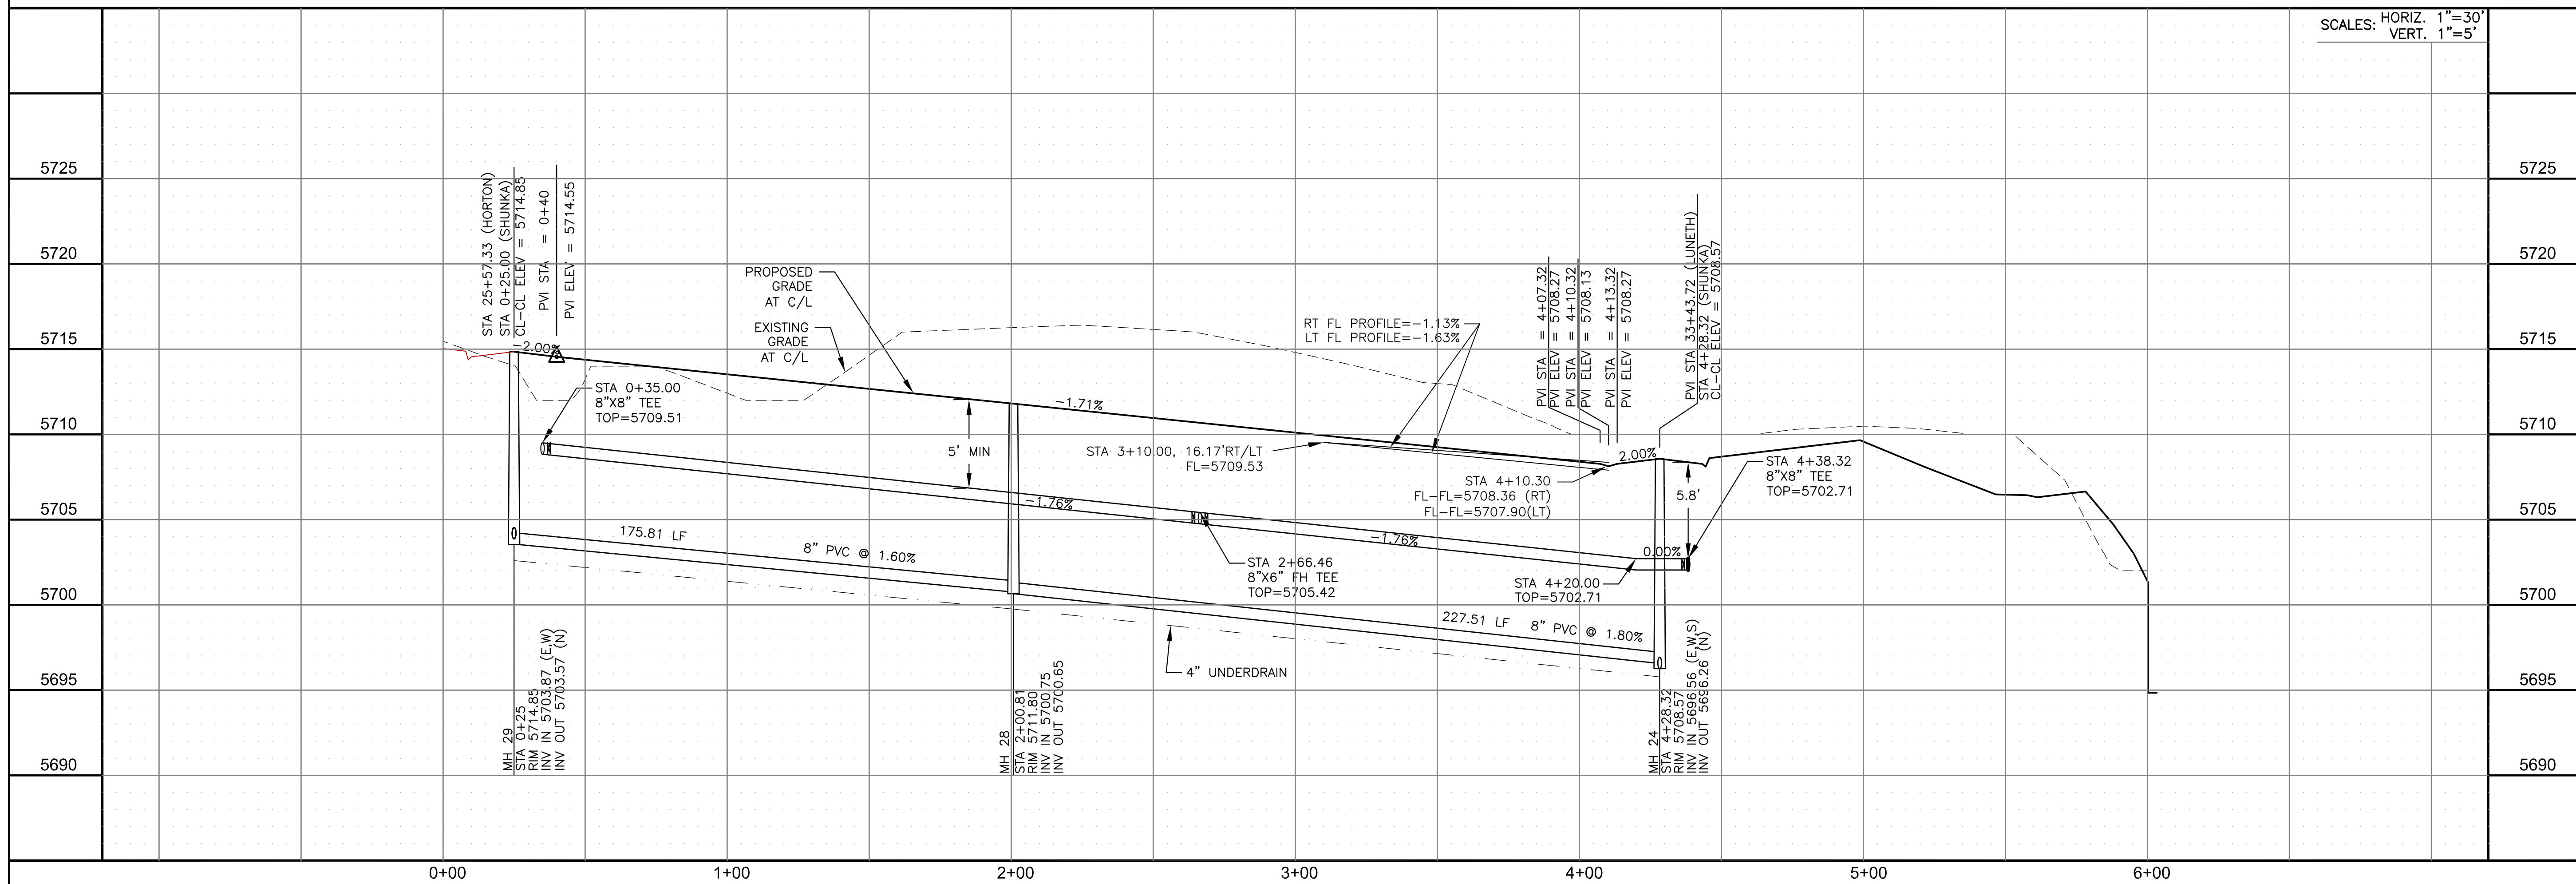 SCALES: HORIZ. 1"=30'
VERT. 1"=5'
5725
5725
5720
5720
5715
5715
5710
5710
5705
5705
5700
5700
5695
5695
5690
5690
STA 25+57.33 (HORTON)
STA 0+25.00 (SHUNKA)
CL-CL ELEV = 5714.85
PVI STA = 0+40
PVI ELEV = 5714.55
-2.00%
PROPOSED
GRADE
AT C/L
EXISTING
GRADE
AT C/L
STA 0+35.00
8"X8" TEE
TOP=5709.51
5' MIN
-1.71%
RT FL PROFILE=-1.13%
LT FL PROFILE=-1.63%
STA 3+10.00, 16.17'RT/LT
FL=5709.53
PVI STA = 4+07.32
PVI ELEV = 5708.27
PVI STA = 4+10.32
PVI ELEV = 5708.13
PVI STA = 4+13.32
PVI ELEV = 5708.27
PVI STA 33+43.72 (LUNETH)
STA 4+28.32 (SHUNKA)
CL-CL ELEV = 5708.57
2.00%
STA 4+10.30
FL-FL=5708.36 (RT)
FL-FL=5707.90(LT)
5.8'
STA 4+38.32
8"X8" TEE
TOP=5702.71
-1.76%
-1.76%
0.00%
175.81 LF
8" PVC @ 1.60%
STA 2+66.46
8"X6" FH TEE
TOP=5705.42
STA 4+20.00
TOP=5702.71
227.51 LF
8" PVC @ 1.80%
4" UNDERDRAIN
MH 29
STA 0+25
RIM 5714.85
INV IN 5703.87 (E,W)
INV OUT 5703.57 (N)
MH 28
STA 2+00.81
RIM 5711.80
INV IN 5700.75
INV OUT 5700.65
MH 24
STA 4+28.32
RIM 5708.57
INV IN 5696.56 (E,W,S)
INV OUT 5696.26 (N)
0+00
1+00
2+00
3+00
4+00
5+00
6+00